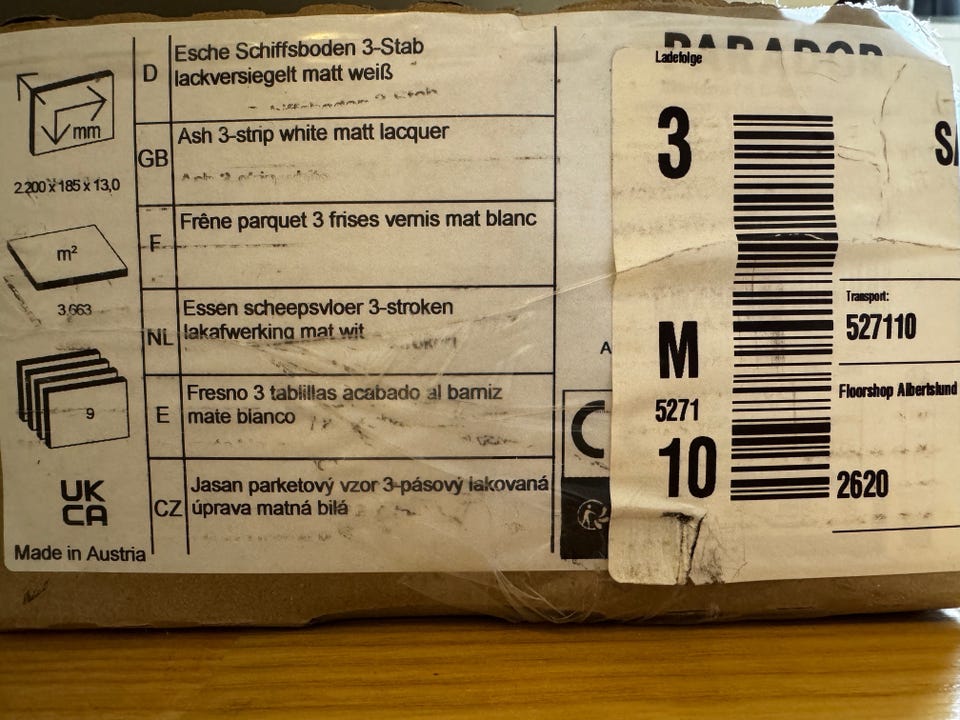 mm
2.200 x 185 x 13,0
m²
3,663
9
UK
CA
Made in Austria
D
Esche Schiffsboden 3-Stab
lackversiegelt matt weiß
GB
Ash 3-strip white matt lacquer
F
Frêne parquet 3 frises vernis mat blanc
NL
Essen scheepsvloer 3-stroken
lakafwerking mat wit
E
Fresno 3 tablillas acabado al barniz
mate blanco
CZ
Jasan parketový vzor 3-pásový lakovaná
úprava matná bílá
PARADOR
Ladefolge
3
M
5271
10
Transport:
527110
Floorshop Albertslund
2620